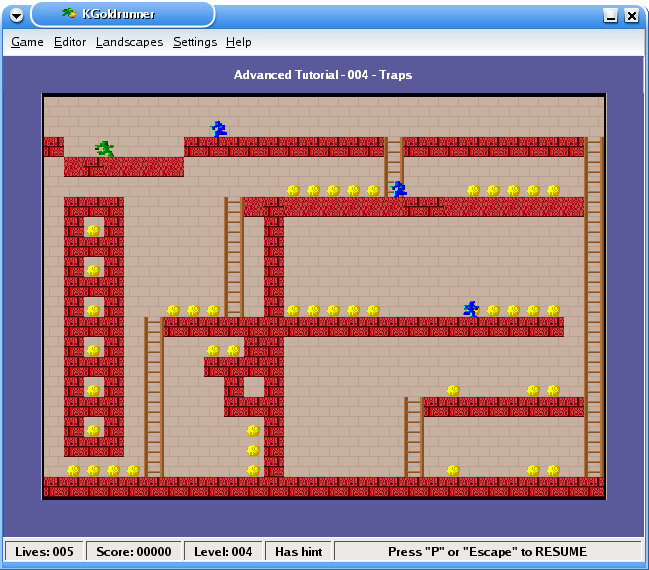 KGoldrunner
Game Editor Landscapes Settings Help
Advanced Tutorial - 004 - Traps
Lives: 005 Score: 00000 Level: 004 Has hint Press "P" or "Escape" to RESUME